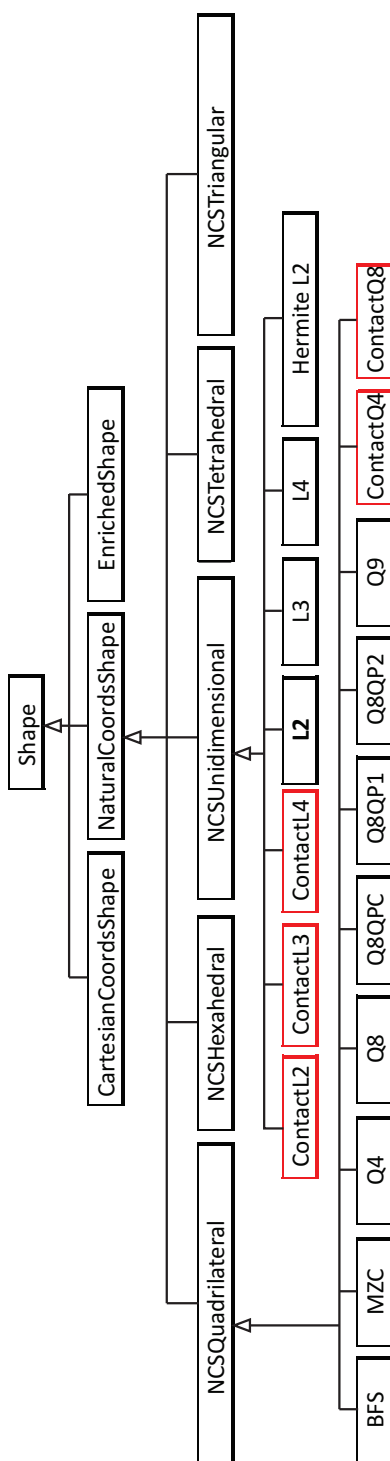 Shape
CartesianCoordsShape
NaturalCoordsShape
EnrichedShape
NCSQuadrilateral
NCSHexahedral
NCSUnidimensional
NCSTetrahedral
NCSTriangular
ContactL2
ContactL3
ContactL4
L2
L3
L4
Hermite L2
BFS
MZC
Q4
Q8
Q8QPC
Q8QP1
Q8QP2
Q9
ContactQ4
ContactQ8